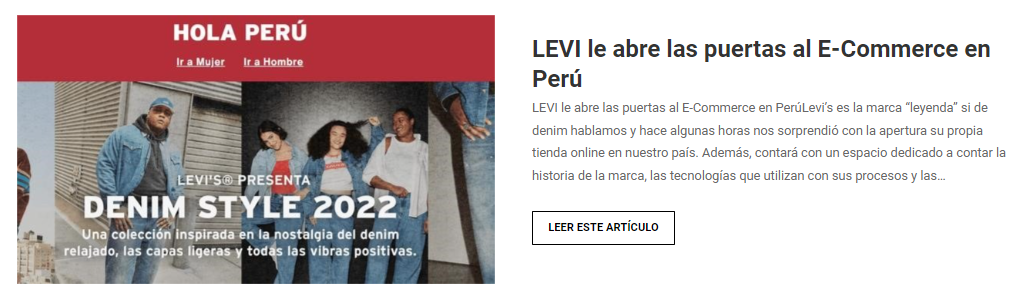 HOLA PERÚ
Ir a Mujer Ir a Hombre
LEVI'S® PRESENTA
DENIM STYLE 2022
Una colección inspirada en la nostalgia del denim
relajado, las capas ligeras y todas las vibras positivas.
LEVI le abre las puertas al E-Commerce en
Perú
LEVI le abre las puertas al E-Commerce en PerúLevi’s es la marca “leyenda” si de
denim hablamos y hace algunas horas nos sorprendió con la apertura su propia
tienda online en nuestro país. Además, contará con un espacio dedicado a contar la
historia de la marca, las tecnologías que utilizan con sus procesos y las…
LEER ESTE ARTÍCULO